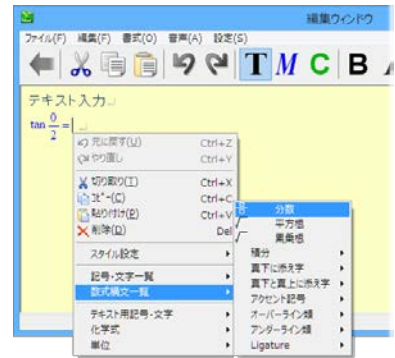 編集ウィンドウ
ファイル(F) 編集(F) 書式(O) 音声(A) 設定(S)
T M C B
テキスト入力
tan 0/2 =
元に戻す(U) Ctrl+Z
やり直し Ctrl+Y
切り取り(T) Ctrl+X
コピー(C) Ctrl+C
貼り付け(P) Ctrl+V
削除(D) Del
スタイル設定
記号・文字一覧
数式構文一覧
テキスト用記号・文字
化学式
単位
分数
平方根
累乗根
積分
真下に添え字
真下と真上に添え字
アクセント記号
オーバーライン類
アンダーライン類
Ligature